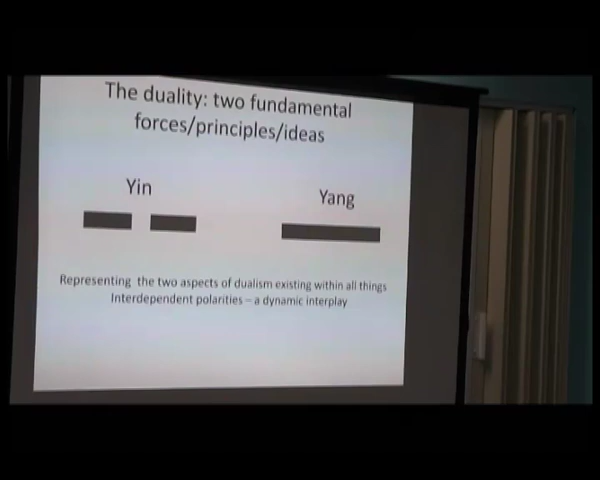 The duality: two fundamental
forces/principles/ideas
Yin
Yang
Representing the two aspects of dualism existing within all things
Interdependent polarities – a dynamic interplay